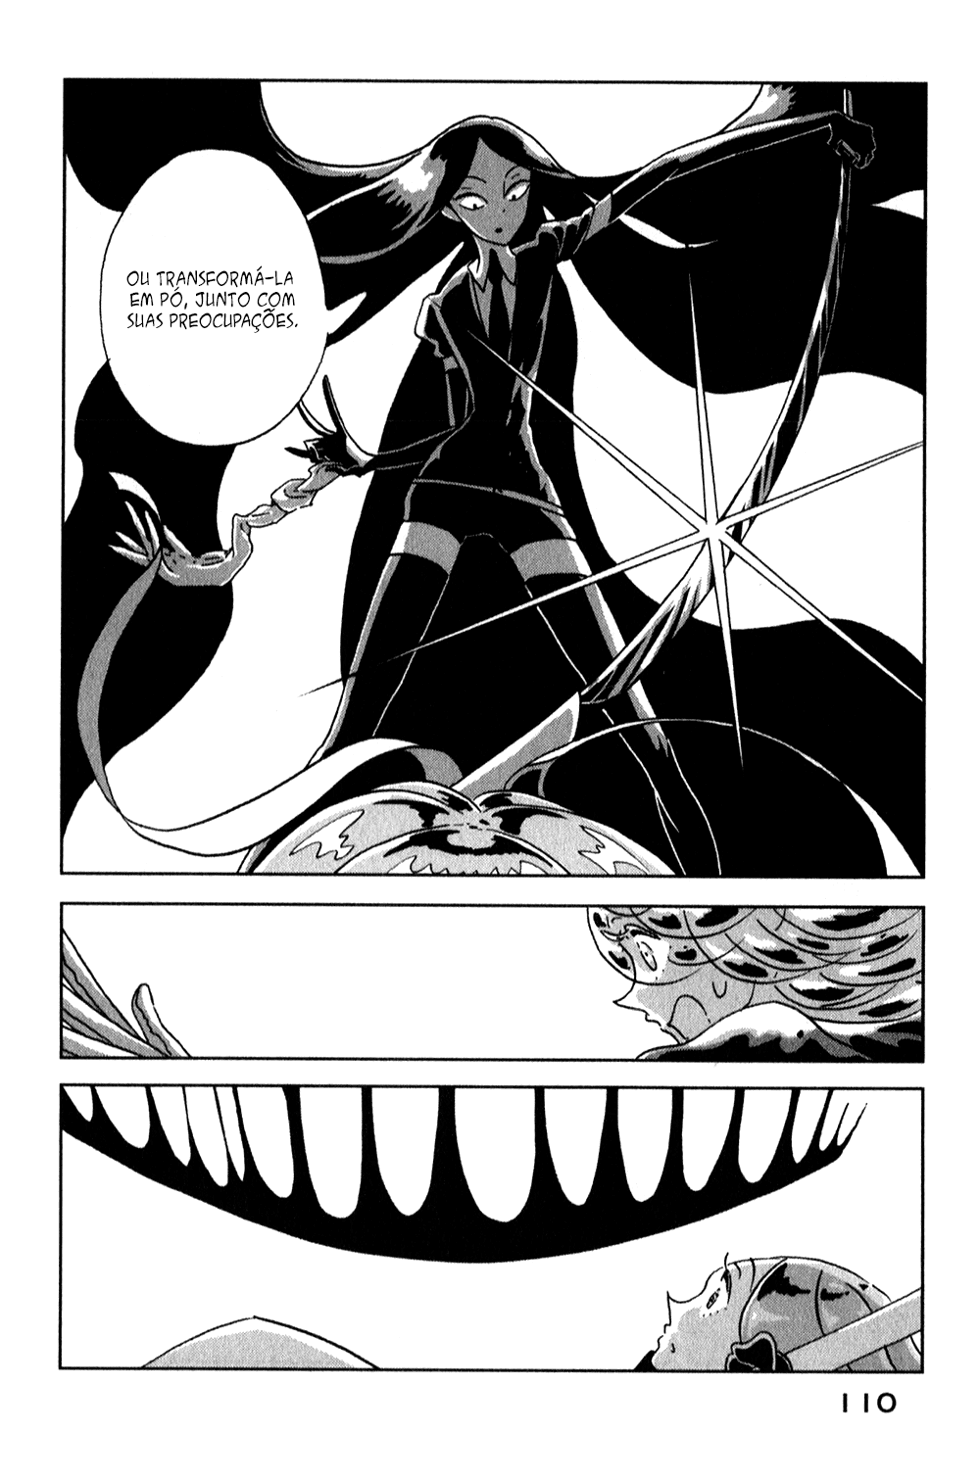 OU TRANSFORMÁ-LA
EM PÓ, JUNTO COM
SUAS PREOCUPAÇÕES.
110